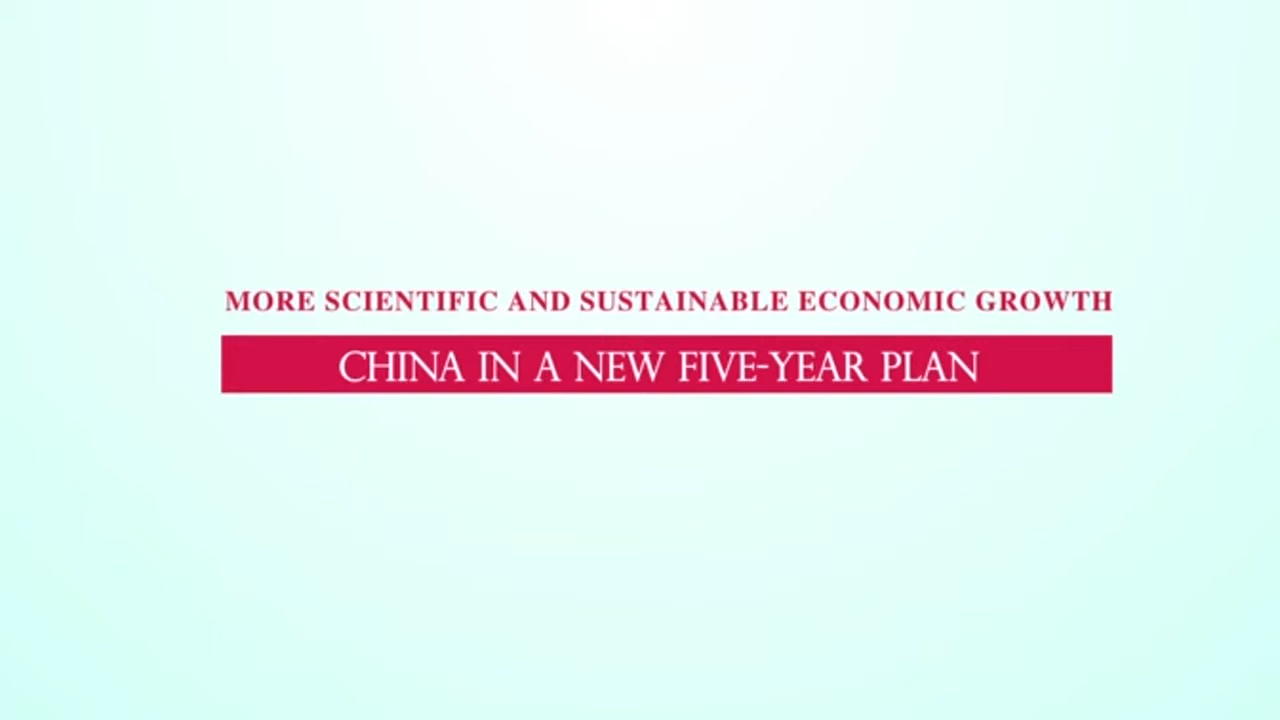 MORE SCIENTIFIC AND SUSTAINABLE ECONOMIC GROWTH
CHINA IN A NEW FIVE-YEAR PLAN